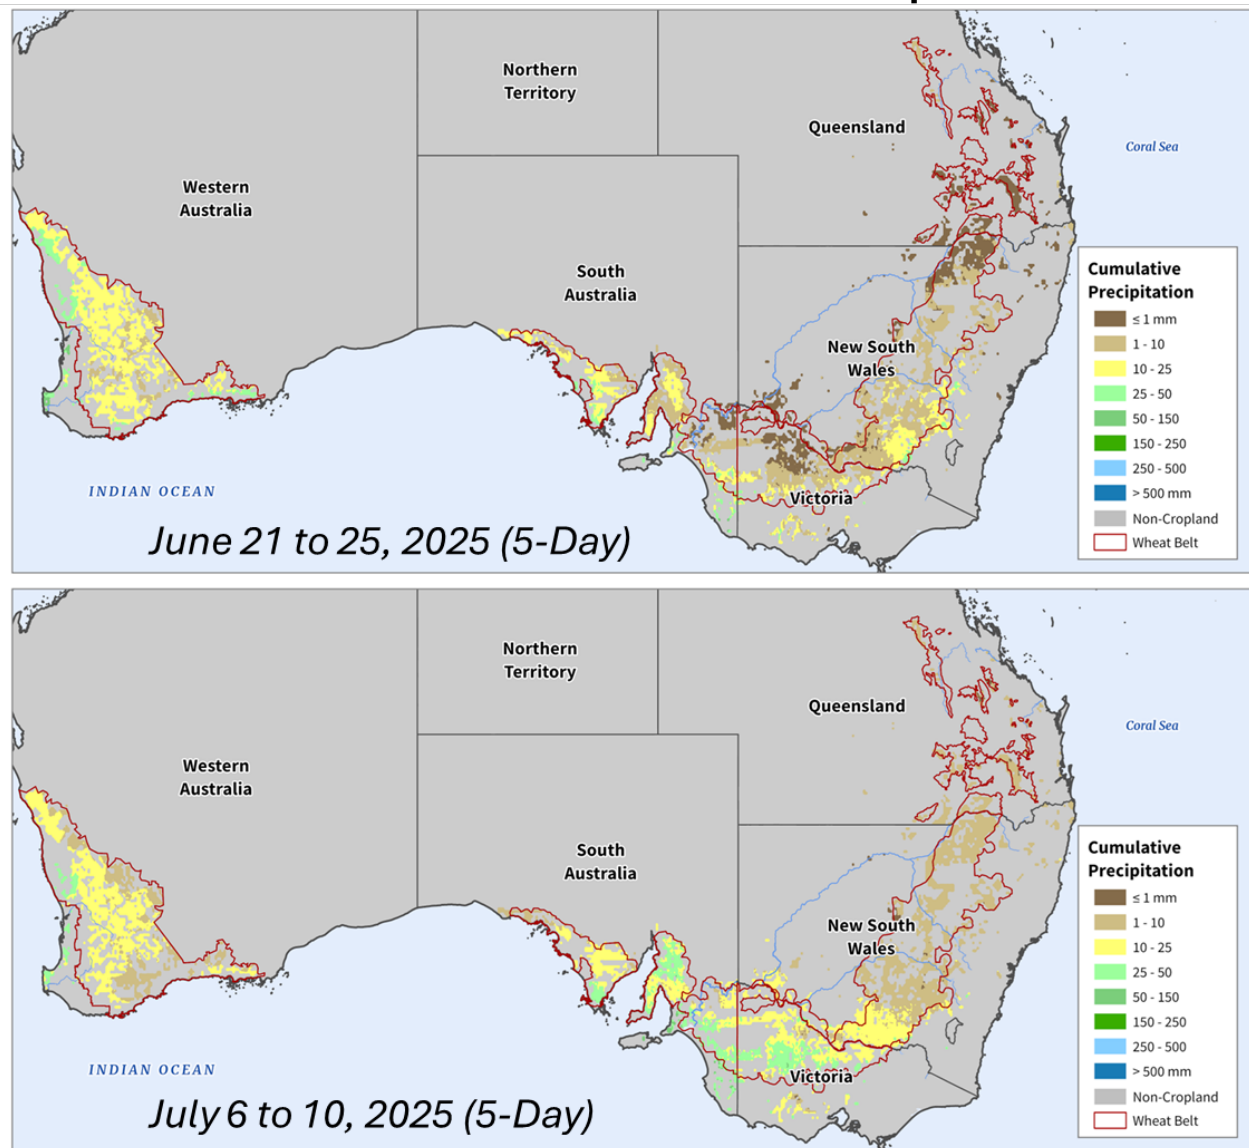 Northern
Territory
Queensland
Coral Sea
Western
Australia
South
Australia
New South
Wales
Victoria
INDIAN OCEAN
June 21 to 25, 2025 (5-Day)
Cumulative
Precipitation
≤ 1 mm
1 - 10
10 - 25
25 - 50
50 - 150
150 - 250
250 - 500
> 500 mm
Non-Cropland
Wheat Belt
Northern
Territory
Queensland
Coral Sea
Western
Australia
South
Australia
New South
Wales
Victoria
INDIAN OCEAN
July 6 to 10, 2025 (5-Day)
Cumulative
Precipitation
≤ 1 mm
1 - 10
10 - 25
25 - 50
50 - 150
150 - 250
250 - 500
> 500 mm
Non-Cropland
Wheat Belt